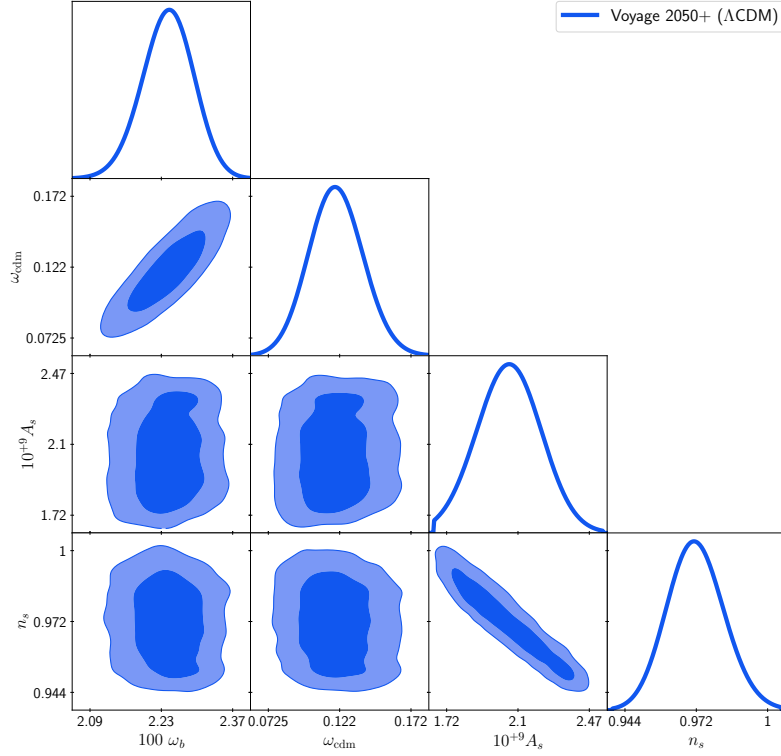 Voyage 2050+ (ΛCDM)
0.172
0.122
0.0725
ω_cdm
2.47
2.1
1.72
10^{+9}A_s
1
0.972
0.944
n_s
2.09 2.23 2.37 0.0725 0.122 0.172 1.72 2.1 2.47 0.944 0.972 1
100 ω_b ω_cdm 10^{+9}A_s n_s